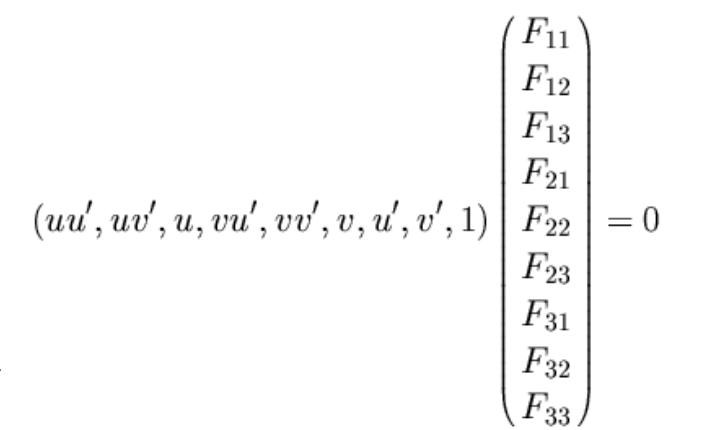 F11
F12
F13
F21
(uu′, uv′, u, vu′, vv′, v, u′, v′, 1) F22 = 0
F23
F31
F32
F33